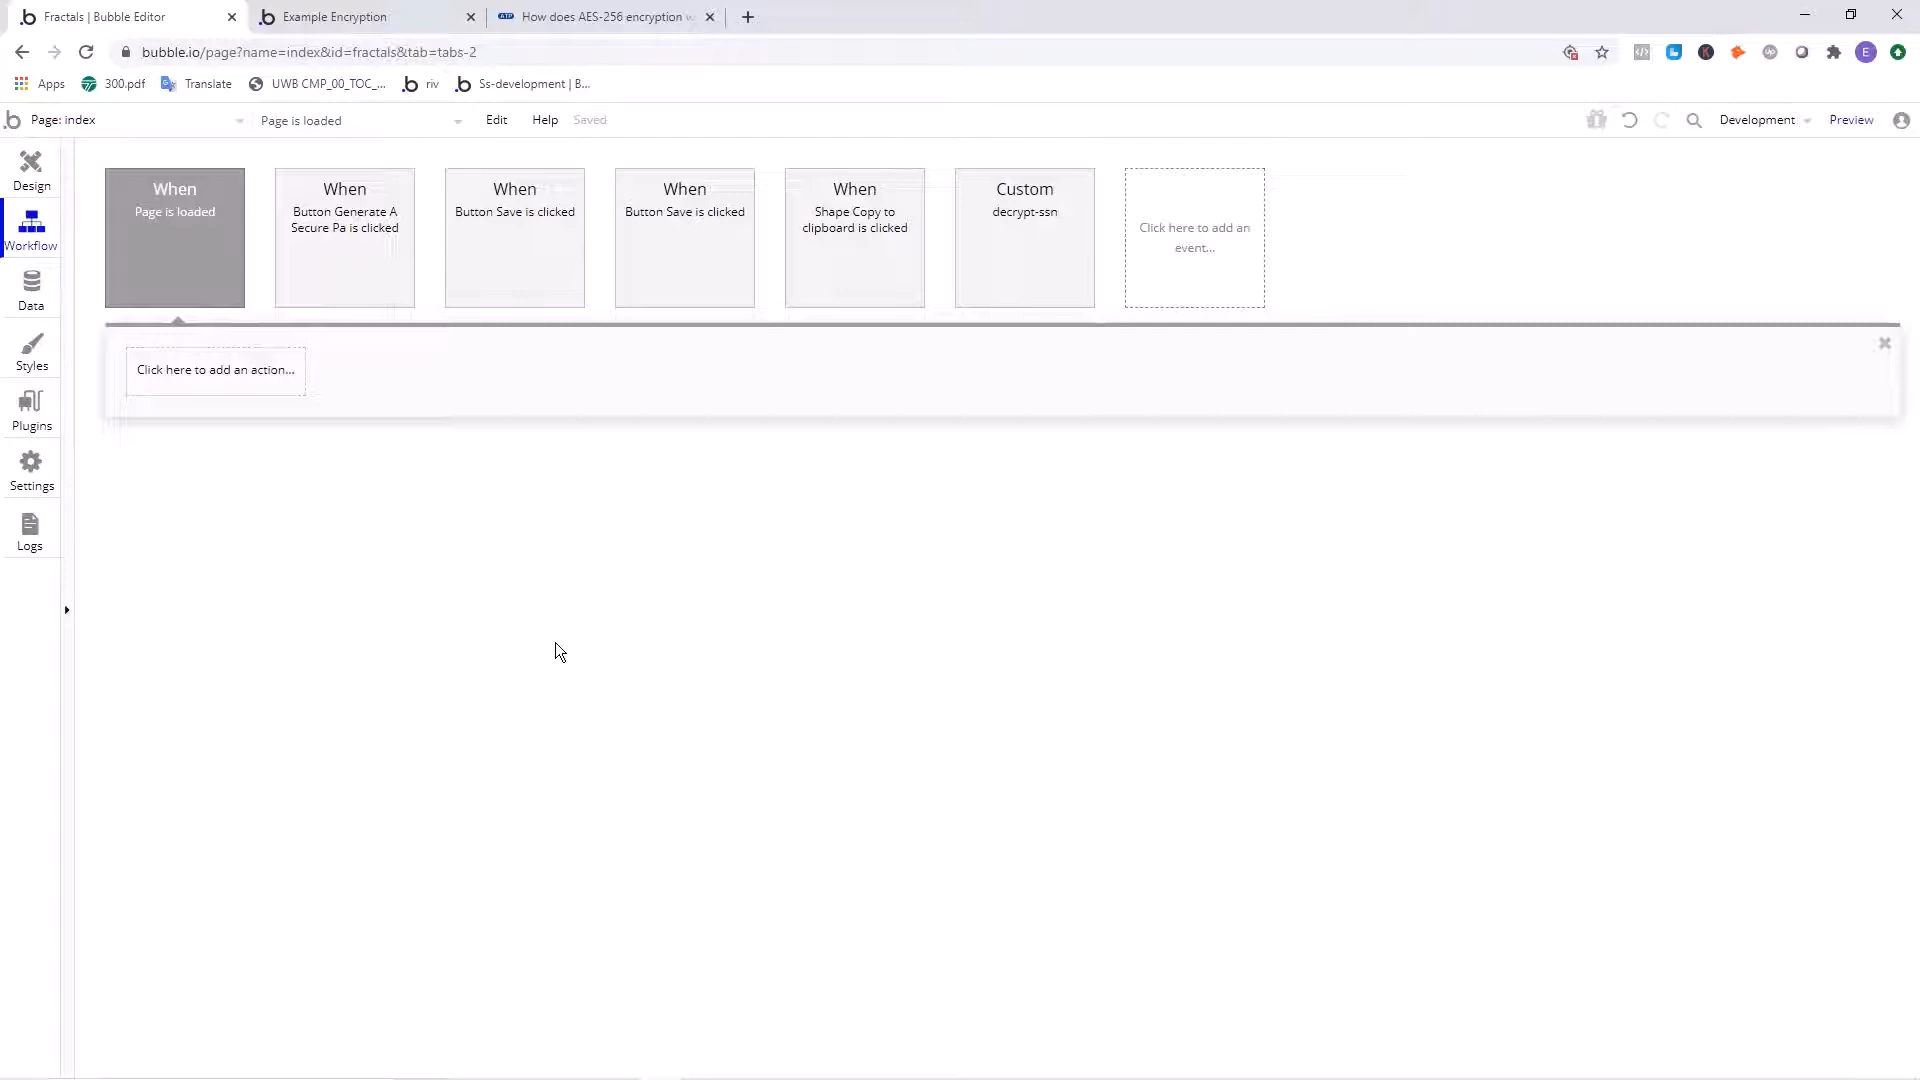 Fractals | Bubble Editor
Example Encryption
How does AES-256 encryption w
bubble.io/page?name=index&id=fractals&tab=tabs-2
Apps
300.pdf
Translate
UWB CMP_00_TOC_...
riv
Ss-development | B...
E
Page: index
Page is loaded
Edit
Help
Saved
Development
Preview
Design
Workflow
Data
Styles
Plugins
Settings
Logs
When
Page is loaded
When
Button Generate A
Secure Pa is clicked
When
Button Save is clicked
When
Button Save is clicked
When
Shape Copy to
clipboard is clicked
Custom
decrypt-ssn
Click here to add an
event...
Click here to add an action...